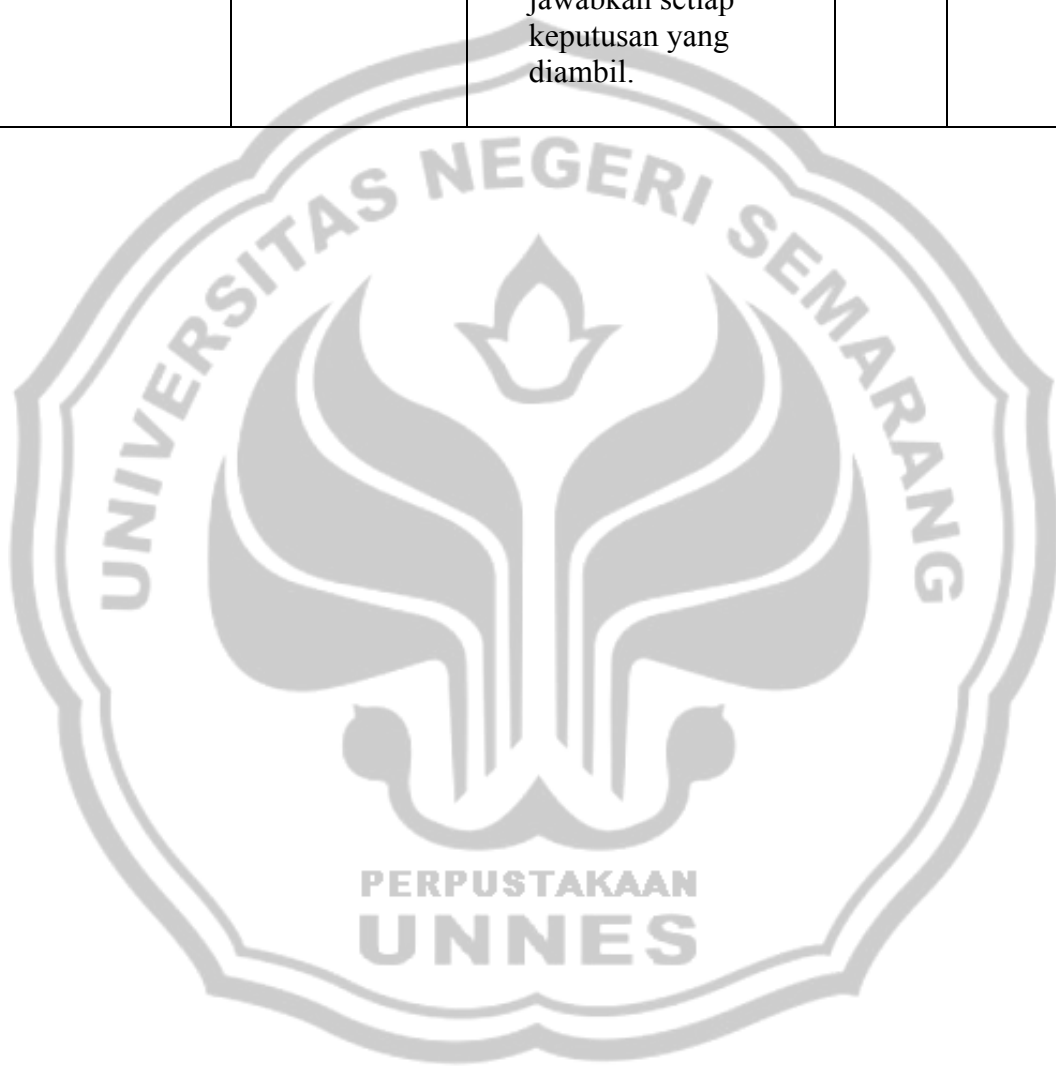 jawabkan setiap
keputusan yang
diambil.
UNIVERSITAS NEGERI SEMARANG
PERPUSTAKAAN
UNNES